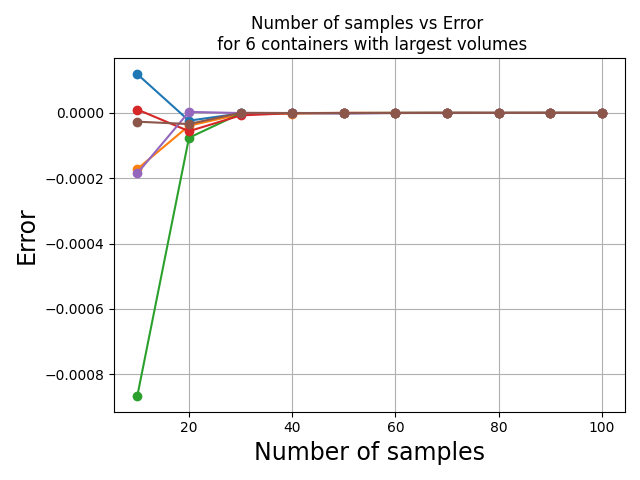 Number of samples vs Error
for 6 containers with largest volumes
0.0000
−0.0002
−0.0004
−0.0006
−0.0008
Error
20 40 60 80 100
Number of samples